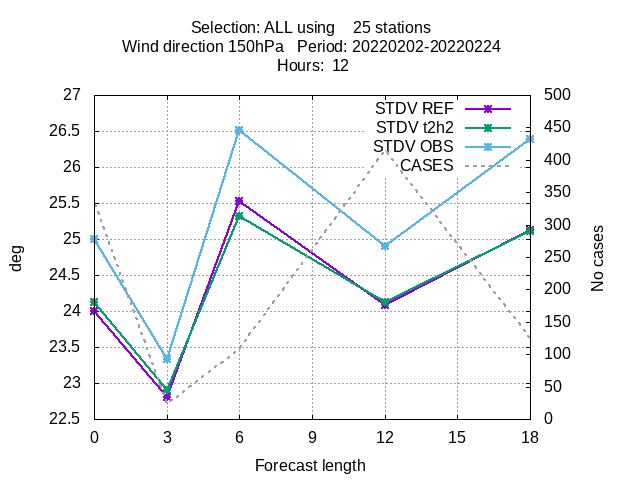 Selection: ALL using    25 stations
Wind direction 150hPa   Period: 20220202-20220224
Hours:  12
27
26.5
26
25.5
25
24.5
24
23.5
23
22.5
500
450
400
350
300
250
200
150
100
50
0
STDV REF
STDV t2h2
STDV OBS
CASES
deg
No cases
0 3 6 9 12 15 18
Forecast length